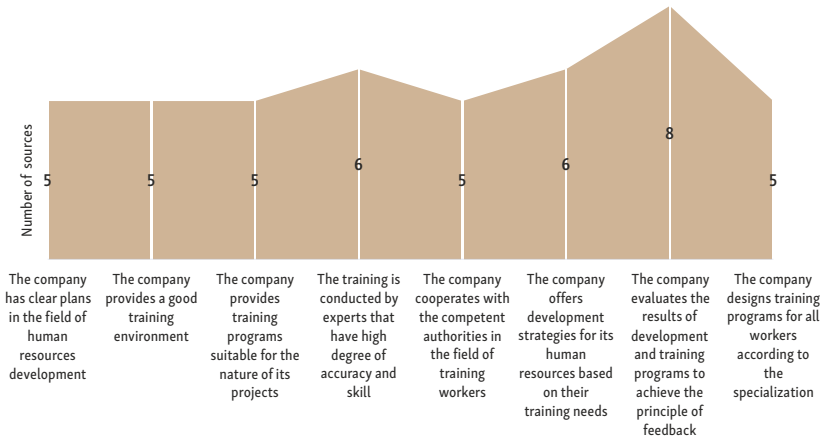 Number of sources
5
5
5
6
5
6
8
5
The company
has clear plans
in the field of
human
resources
development
The company
provides a good
training
environment
The company
provides
training
programs
suitable for the
nature of its
projects
The training is
conducted by
experts that
have high
degree of
accuracy and
skill
The company
cooperates with
the competent
authorities in
the field of
training
workers
The company
offers
development
strategies for its
human
resources based
on their
training needs
The company
evaluates the
results of
development
and training
programs to
achieve the
principle of
feedback
The company
designs training
programs for all
workers
according to
the
specialization